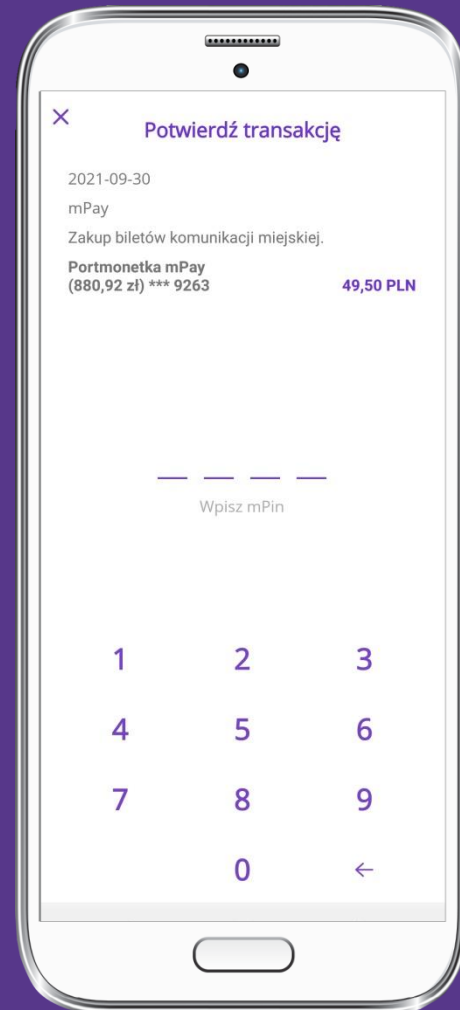 Potwierdź transakcję
2021-09-30
mPay
Zakup biletów komunikacji miejskiej.
Portmonetka mPay
(880,92 zł) *** 9263 49,50 PLN
Wpisz mPin
1 2 3
4 5 6
7 8 9
0